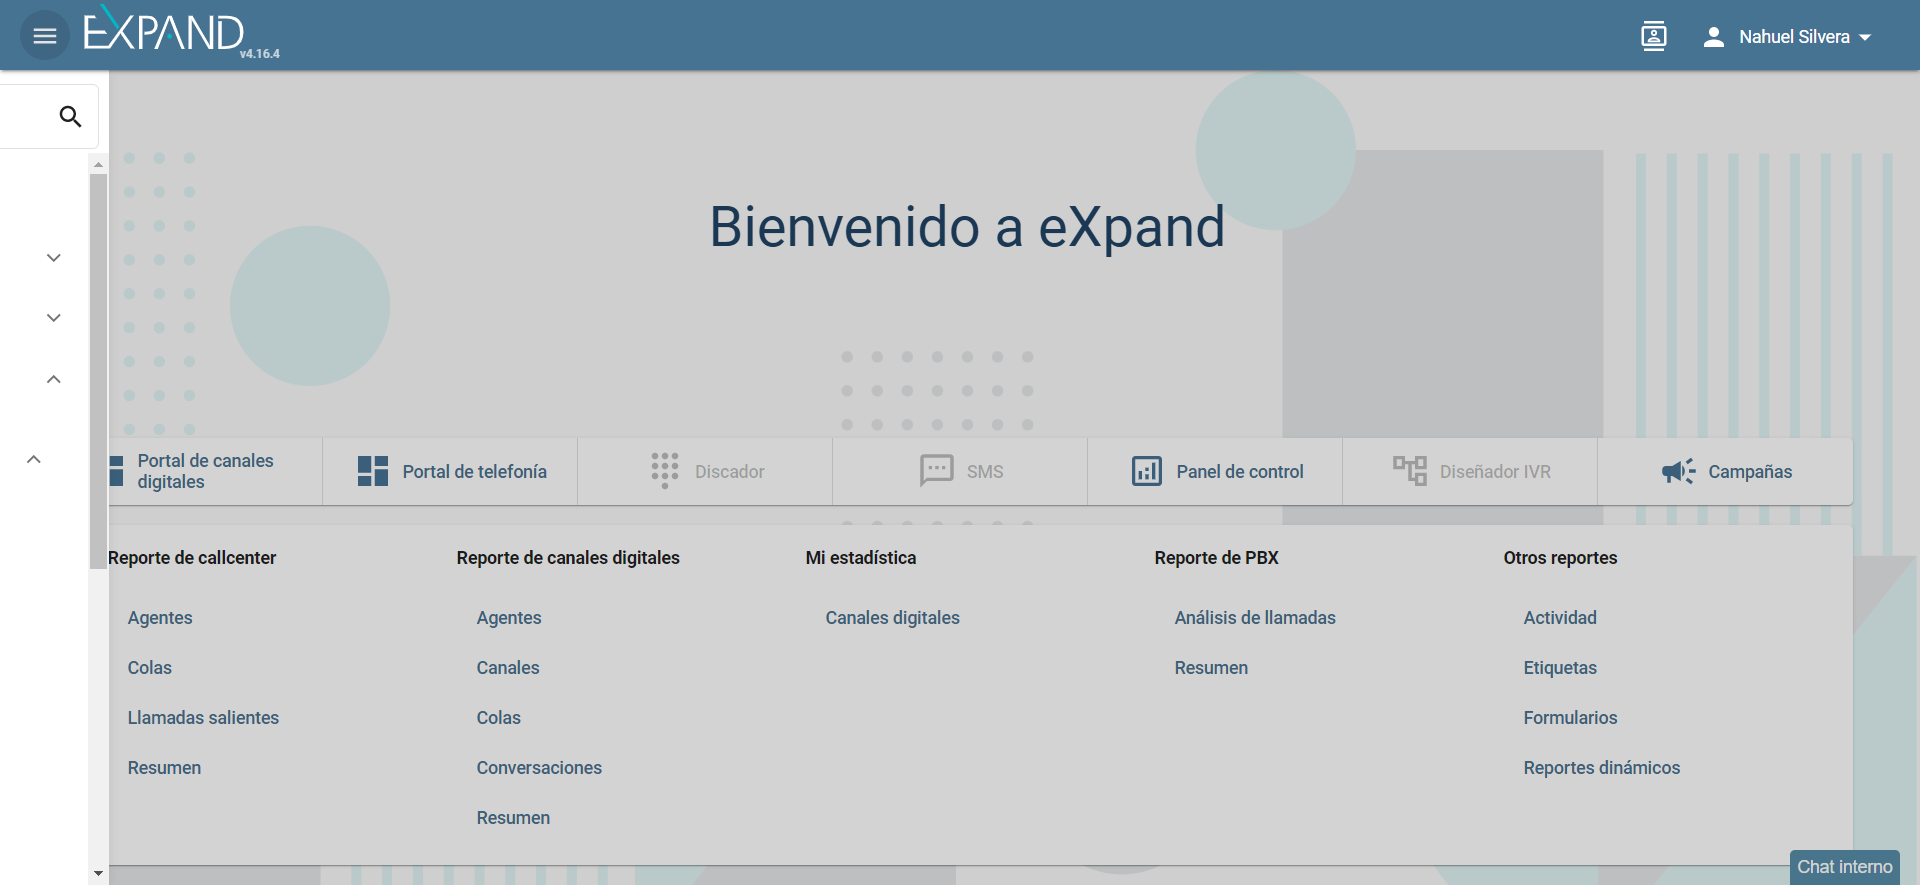 EXPAND
v4.16.4
Nahuel Silvera
Bienvenido a eXpand
Portal de canales
digitales
Portal de telefonía
Discador
SMS
Panel de control
Diseñador IVR
Campañas
Reporte de callcenter
Agentes
Colas
Llamadas salientes
Resumen
Reporte de canales digitales
Agentes
Canales
Colas
Conversaciones
Resumen
Mi estadística
Canales digitales
Reporte de PBX
Análisis de llamadas
Resumen
Otros reportes
Actividad
Etiquetas
Formularios
Reportes dinámicos
Chat interno